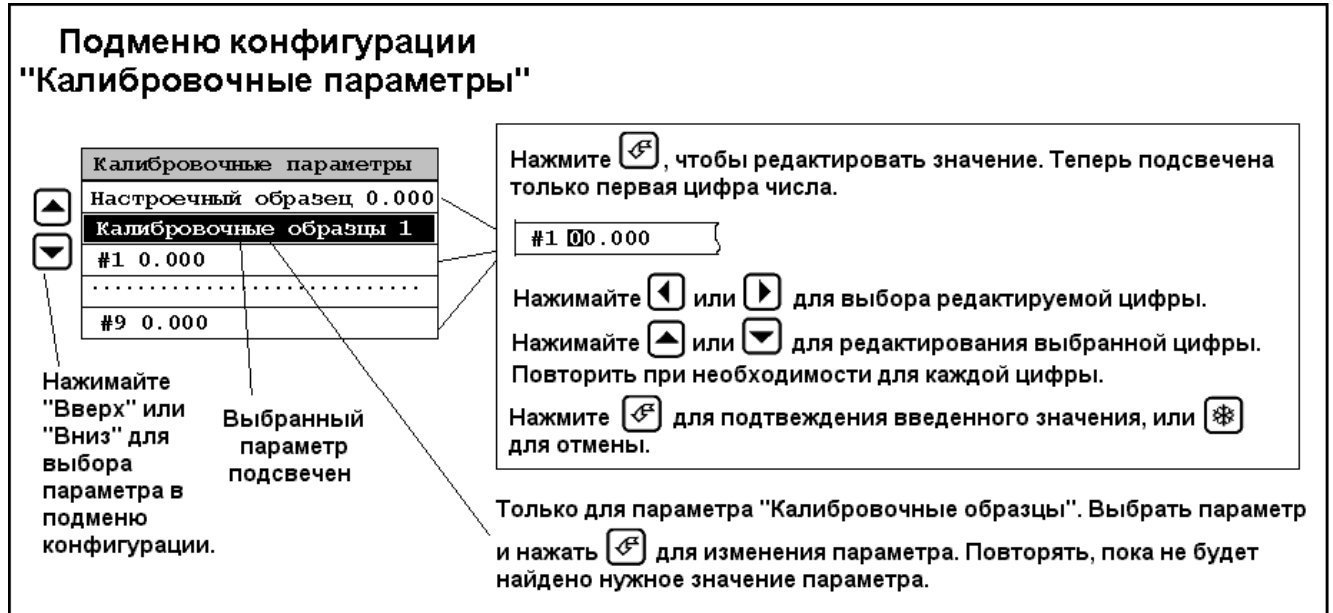 Подменю конфигурации
"Калибровочные параметры"
Калибровочные параметры
Настроечный образец 0.000
Калибровочные образцы 1
#1 0.000
..............................
#9 0.000
Нажимайте
"Вверх" или
"Вниз" для
выбора
параметра в
подменю
конфигурации.
Выбранный
параметр
подсвечен
Нажмите , чтобы редактировать значение. Теперь подсвечена
только первая цифра числа.
#1 00.000
Нажимайте или для выбора редактируемой цифры.
Нажимайте или для редактирования выбранной цифры.
Повторить при необходимости для каждой цифры.
Нажмите для подтвеждения введенного значения, или
для отмены.
Только для параметра "Калибровочные образцы". Выбрать параметр
и нажать для изменения параметра. Повторять, пока не будет
найдено нужное значение параметра.